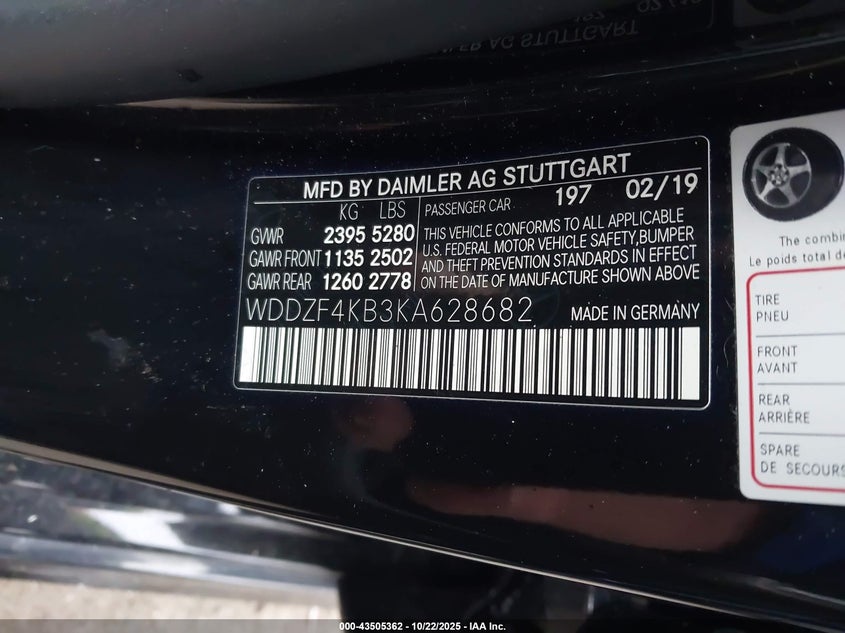 MFD BY DAIMLER AG STUTTGART
KG LBS
GVWR 2395 5280
GAWR FRONT 1135 2502
GAWR REAR 1260 2778
PASSENGER CAR 197 02/19
THIS VEHICLE CONFORMS TO ALL APPLICABLE
U.S. FEDERAL MOTOR VEHICLE SAFETY,BUMPER
AND THEFT PREVENTION STANDARDS IN EFFECT
ON THE DATE OF MANUFACTURE SHOWN ABOVE
WDDZF4KB3KA628682 MADE IN GERMANY
The combin
Le poids total de
TIRE
PNEU
FRONT
AVANT
REAR
ARRIÈRE
SPARE
DE SECOURS
000-43505362 - 10/22/2025 - IAA Inc.